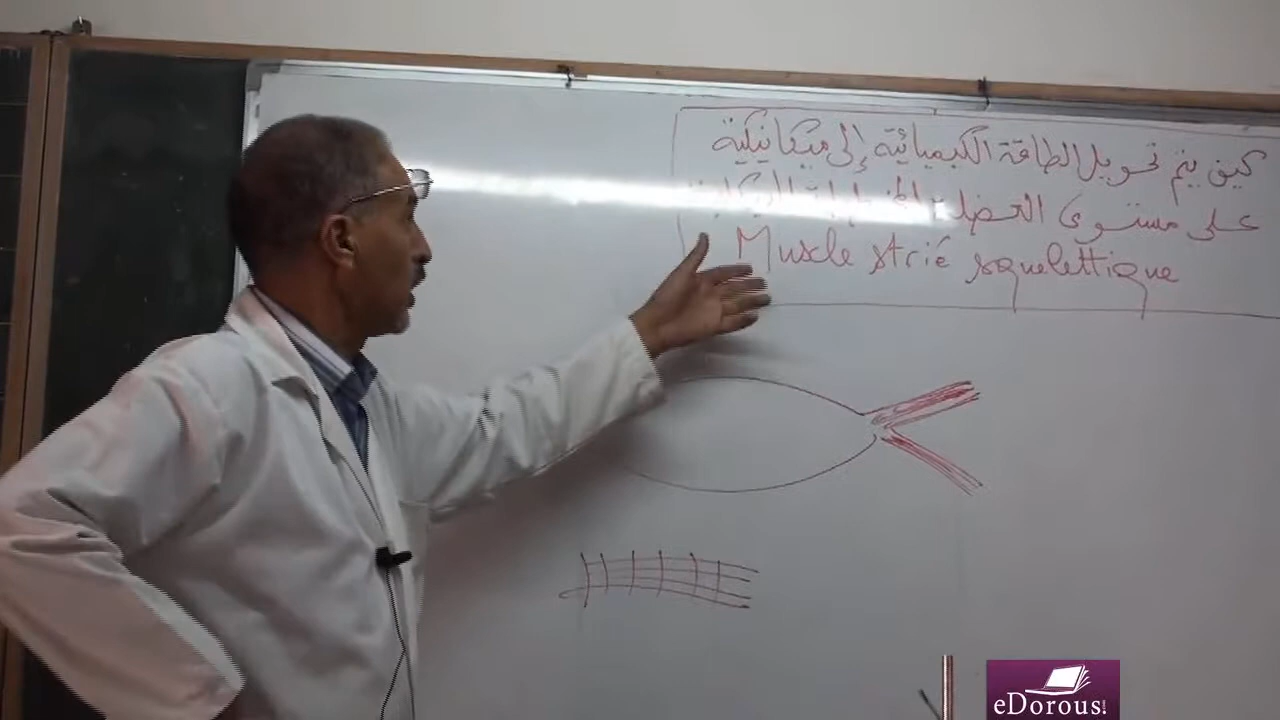 كيف يتم تحويل الطاقة الكيميائية إلى ميكانيكية
على مستوى العضلة
Muscle strié squelettique
eDorous